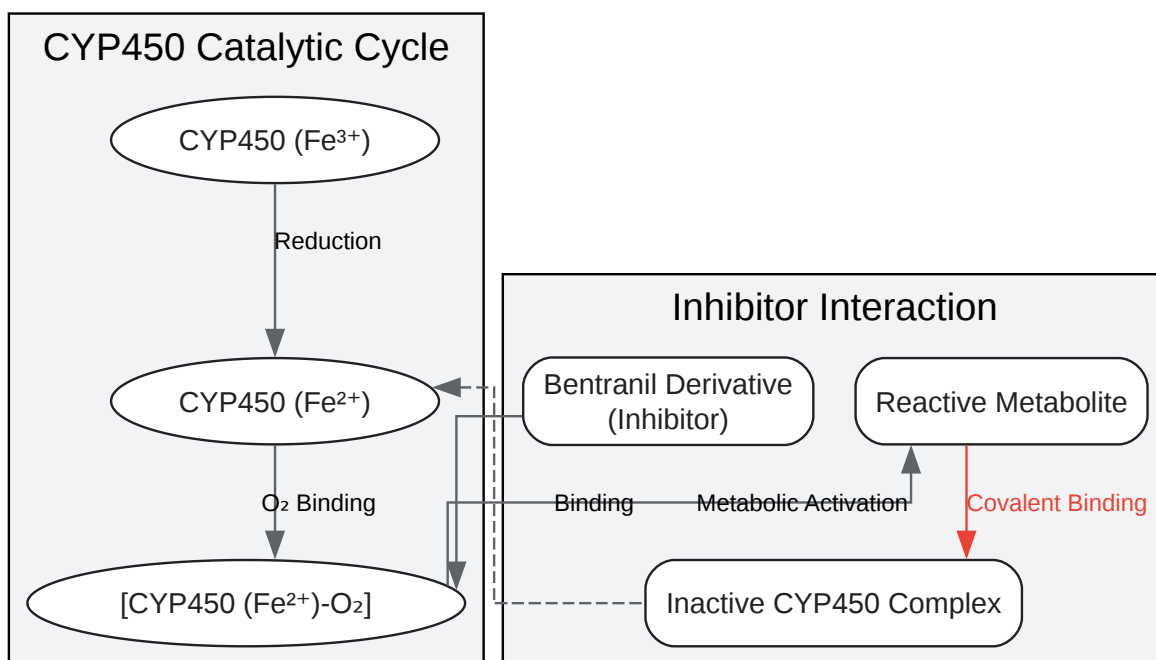 CYP450 Catalytic Cycle
CYP450 (Fe³⁺)
Reduction
CYP450 (Fe²⁺)
O₂ Binding
[CYP450 (Fe²⁺)-O₂]
Inhibitor Interaction
Bentranil Derivative
(Inhibitor)
Reactive Metabolite
Binding
Metabolic Activation
Covalent Binding
Inactive CYP450 Complex